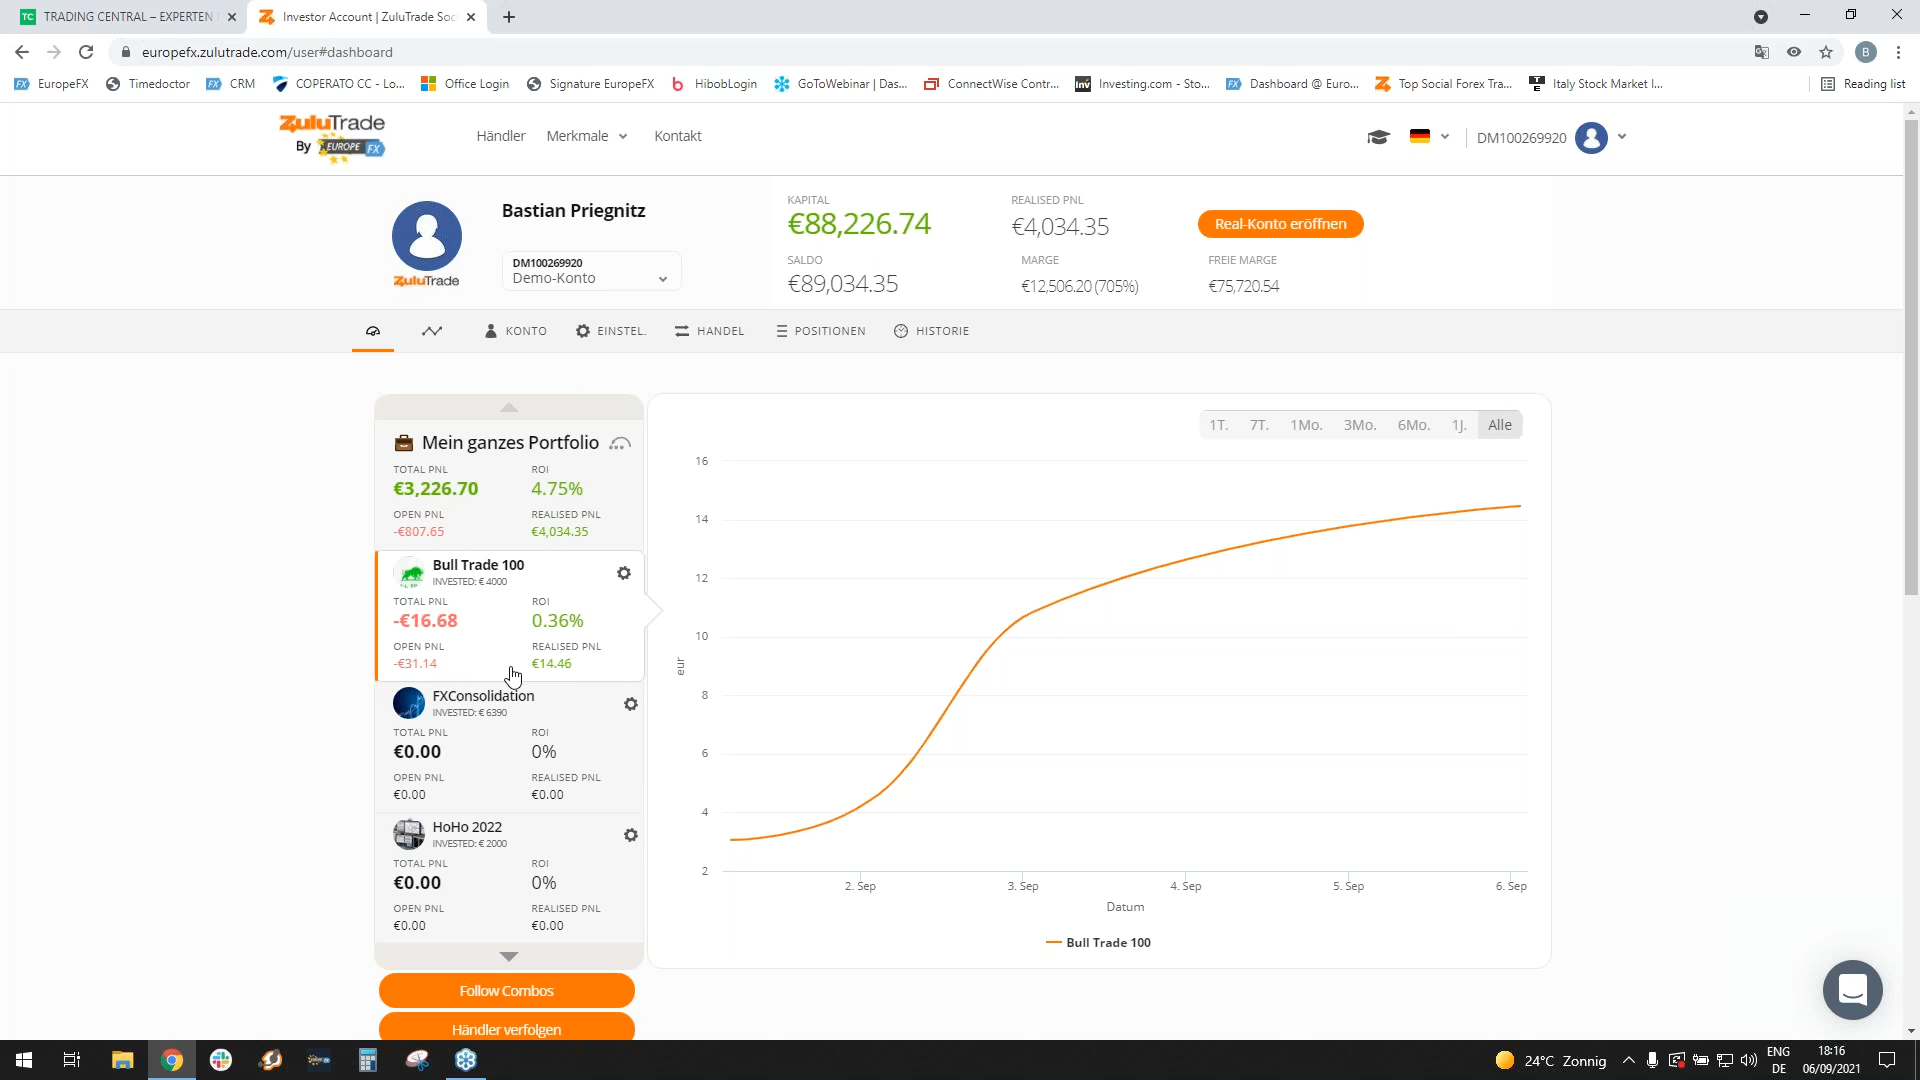 TC TRADING CENTRAL – EXPERTEN
Investor Account | ZuluTrade Soc
europefx.zulutrade.com/user#dashboard
B
FX EuropeFX
Timedoctor
FX CRM
COPERATO CC - Lo...
Office Login
Signature EuropeFX
HibobLogin
GoToWebinar | Das...
ConnectWise Contr...
Inv Investing.com - Sto...
FX Dashboard @ Euro...
Top Social Forex Tra...
TE Italy Stock Market I...
Reading list
ZuluTrade
By EUROPE FX
Händler
Merkmale
Kontakt
DM100269920
ZuluTrade
Bastian Priegnitz
DM100269920
Demo-Konto
KAPITAL
€88,226.74
REALISED PNL
€4,034.35
Real-Konto eröffnen
SALDO
€89,034.35
MARGE
€12,506.20 (705%)
FREIE MARGE
€75,720.54
KONTO
EINSTEL.
HANDEL
POSITIONEN
HISTORIE
Mein ganzes Portfolio
TOTAL PNL
ROI
€3,226.70
4.75%
OPEN PNL
REALISED PNL
-€807.65
€4,034.35
Bull Trade 100
INVESTED: € 4000
TOTAL PNL
ROI
-€16.68
0.36%
OPEN PNL
REALISED PNL
-€31.14
€14.46
FXConsolidation
INVESTED: € 6390
TOTAL PNL
ROI
€0.00
0%
OPEN PNL
REALISED PNL
€0.00
€0.00
HoHo 2022
INVESTED: € 2000
TOTAL PNL
ROI
€0.00
0%
OPEN PNL
REALISED PNL
€0.00
€0.00
Follow Combos
Händler verfolgen
1T.
7T.
1Mo.
3Mo.
6Mo.
1J.
Alle
16
14
12
10
8
6
4
2
eur
2. Sep
3. Sep
4. Sep
5. Sep
6. Sep
Datum
Bull Trade 100
24°C Zonnig
ENG
DE
18:16
06/09/2021